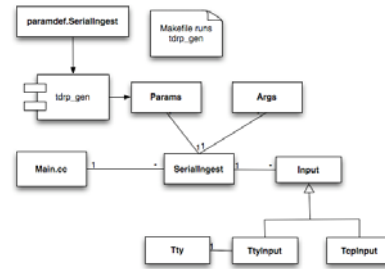 paramdef.SerialIngest
Makefile runs
tdrp_gen
tdrp_gen
Params
Args
1
1
Main.cc
1
*
SerialIngest
1
*
Input
Tty
1
TtyInput
TcpInput